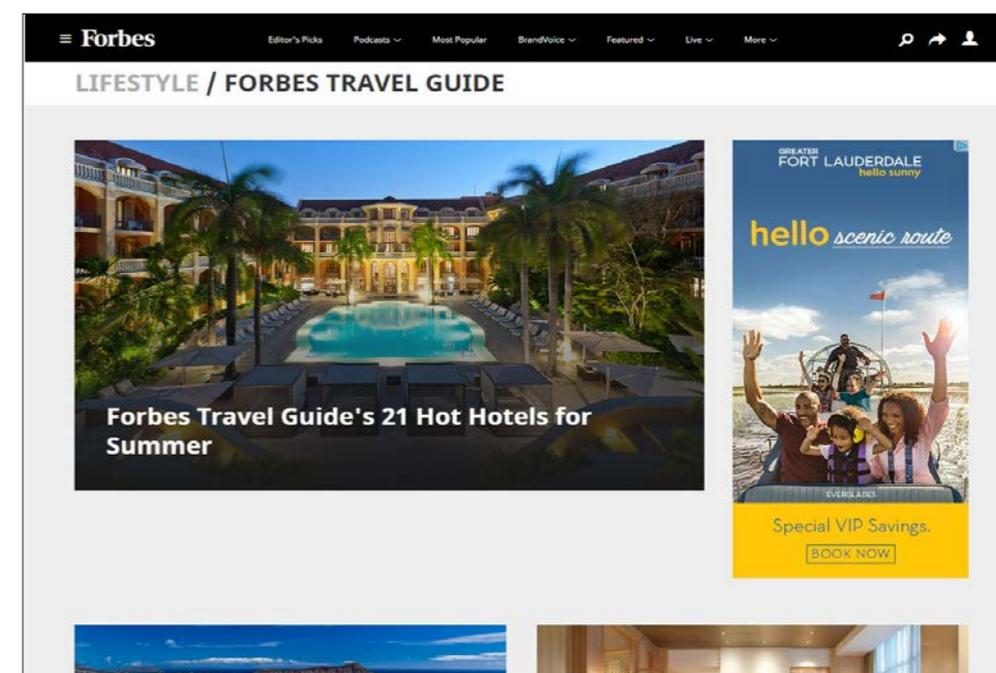 Forbes
Editor's Picks Podcasts Most Popular BrandVoice Featured Live More
LIFESTYLE / FORBES TRAVEL GUIDE
Forbes Travel Guide's 21 Hot Hotels for
Summer
GREATER
FORT LAUDERDALE
hello sunny
hello scenic route
EVERGLADES
Special VIP Savings.
BOOK NOW